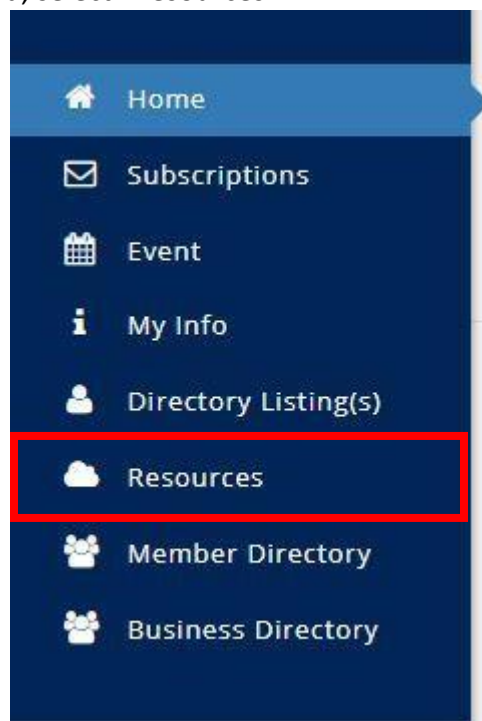 Home
Subscriptions
Event
My Info
Directory Listing(s)
Resources
Member Directory
Business Directory